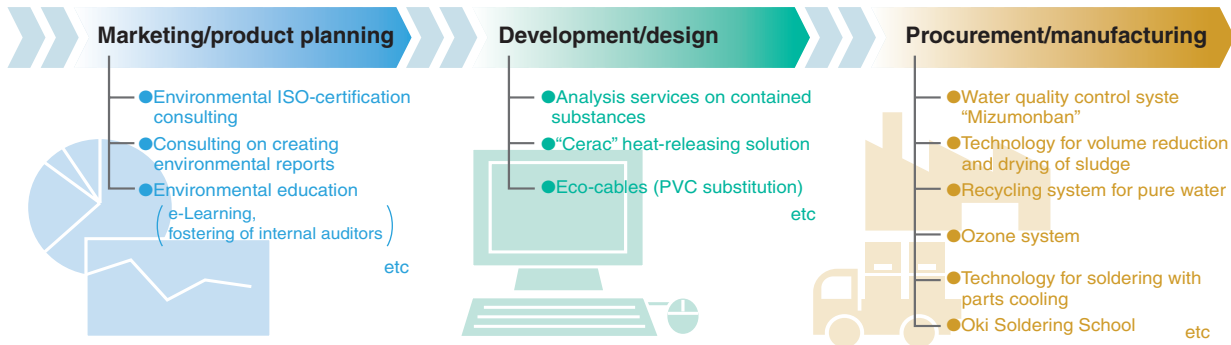 Marketing/product planning
●Environmental ISO-certification
consulting
●Consulting on creating
environmental reports
●Environmental education
(e-Learning,
fostering of internal auditors)
etc
Development/design
●Analysis services on contained
substances
●“Cerac” heat-releasing solution
●Eco-cables (PVC substitution)
etc
Procurement/manufacturing
●Water quality control syste
“Mizumonban”
●Technology for volume reduction
and drying of sludge
●Recycling system for pure water
●Ozone system
●Technology for soldering with
parts cooling
●Oki Soldering School
etc